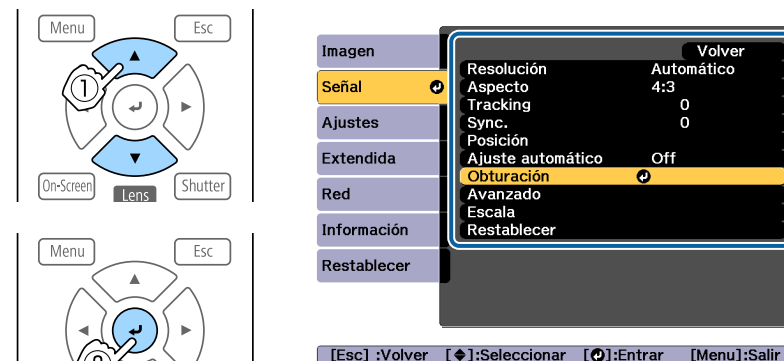 Menu
Esc
1
On-Screen
Lens
Shutter
Menu
Esc
Imagen
Señal
Ajustes
Extendida
Red
Información
Restablecer
Volver
Resolución Automático
Aspecto 4:3
Tracking 0
Sync. 0
Posición
Ajuste automático Off
Obturación
Avanzado
Escala
Restablecer
[Esc] :Volver [◆]:Seleccionar [⏎]:Entrar [Menu]:Salir